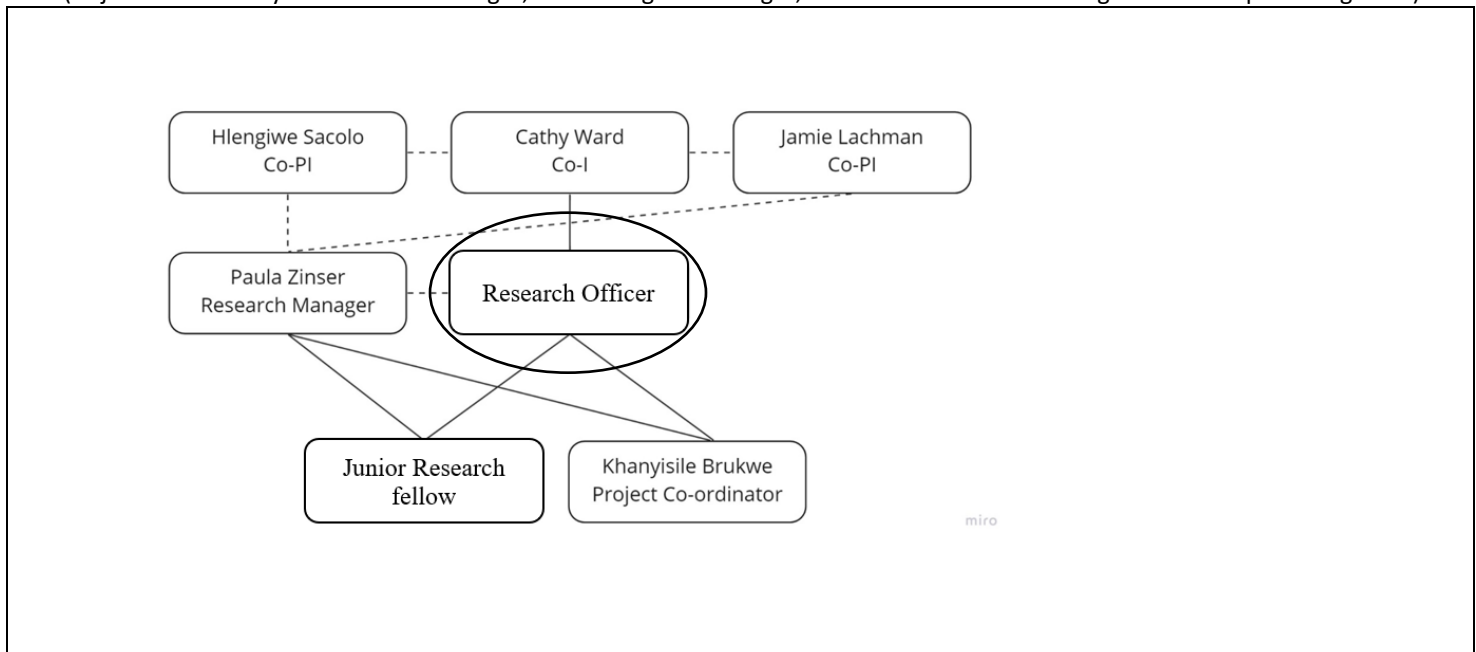 Hlengiwe Sacolo
Co-PI
Cathy Ward
Co-I
Jamie Lachman
Co-PI
Paula Zinser
Research Manager
Research Officer
Junior Research
fellow
Khanyisile Brukwe
Project Co-ordinator
miro